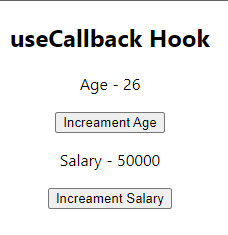 useCallback Hook
Age - 26
Increament Age
Salary - 50000
Increament Salary